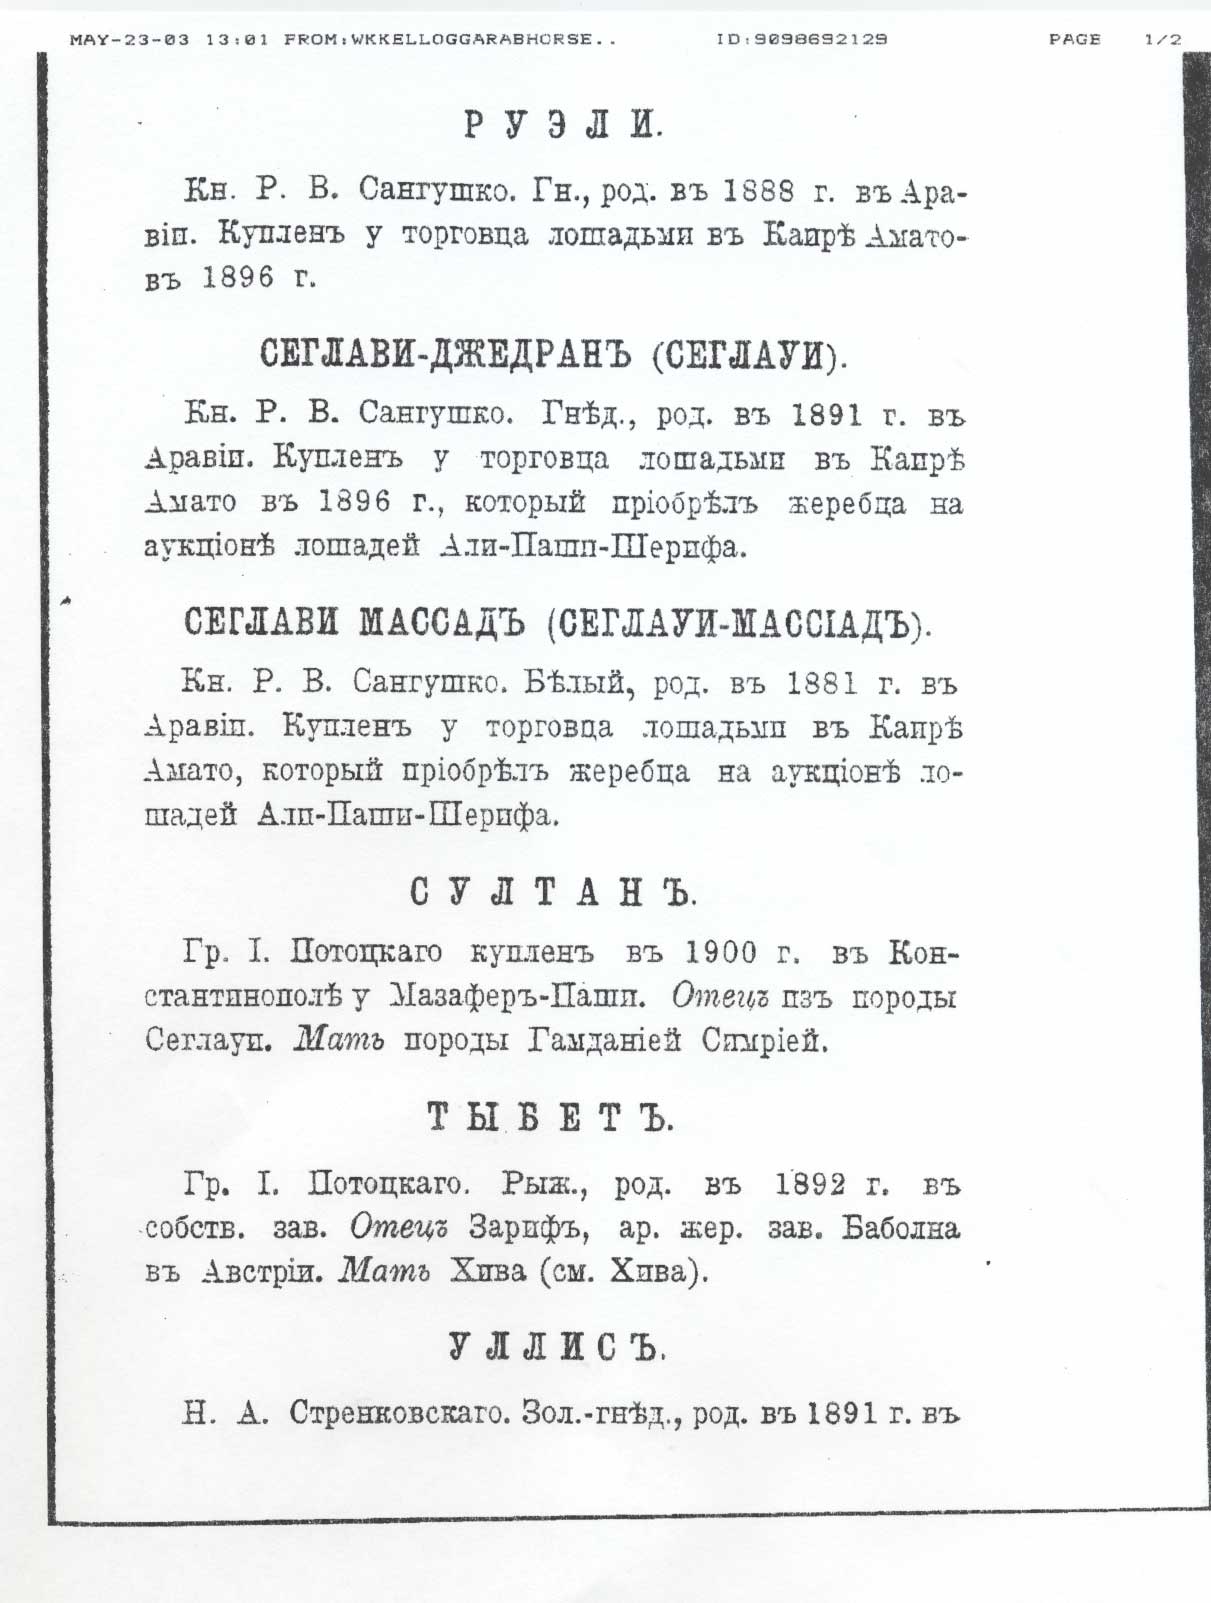 MAY-23-03 13:01 FROM:WKKELLOGGARABHORSE.. ID:9098692129 PAGE 1/2
РУЭЛИ.
Кн. Р. В. Сангушко. Гн., род. въ 1888 г. въ Ара-
віи. Купленъ у торговца лошадьми въ Каирѣ Амато-
въ 1896 г.
СЕГЛАВИ-ДЖЕДРАНЪ (СЕГЛАУИ).
Кн. Р. В. Сангушко. Гнѣд., род. въ 1891 г. въ
Аравіи. Купленъ у торговца лошадьми въ Каирѣ
Амато въ 1896 г., который пріобрѣлъ жеребца на
аукціонѣ лошадей Али-Паши-Шерифа.
СЕГЛАВИ МАССАДЪ (СЕГЛАУИ-МАССІАДЪ).
Кн. Р. В. Сангушко. Бѣлый, род. въ 1881 г. въ
Аравіи. Купленъ у торговца лошадьми въ Каирѣ
Амато, который пріобрѣлъ жеребца на аукціонѣ ло-
шадей Али-Паши-Шерифа.
СУЛТАНЪ.
Гр. І. Потоцкаго купленъ въ 1900 г. въ Кон-
стантинополѣ у Мазаферъ-Паши. Отецъ изъ породы
Сеглауи. Мать породы Гамданіей Симріей.
ТЫБЕТЪ.
Гр. І. Потоцкаго. Рыж., род. въ 1892 г. въ
собств. зав. Отецъ Зарифъ, ар. жер. зав. Баболна
въ Австріи. Мать Хива (см. Хива).
УЛЛИСЪ.
Н. А. Стренковскаго. Зол.-гнѣд., род. въ 1891 г. въ